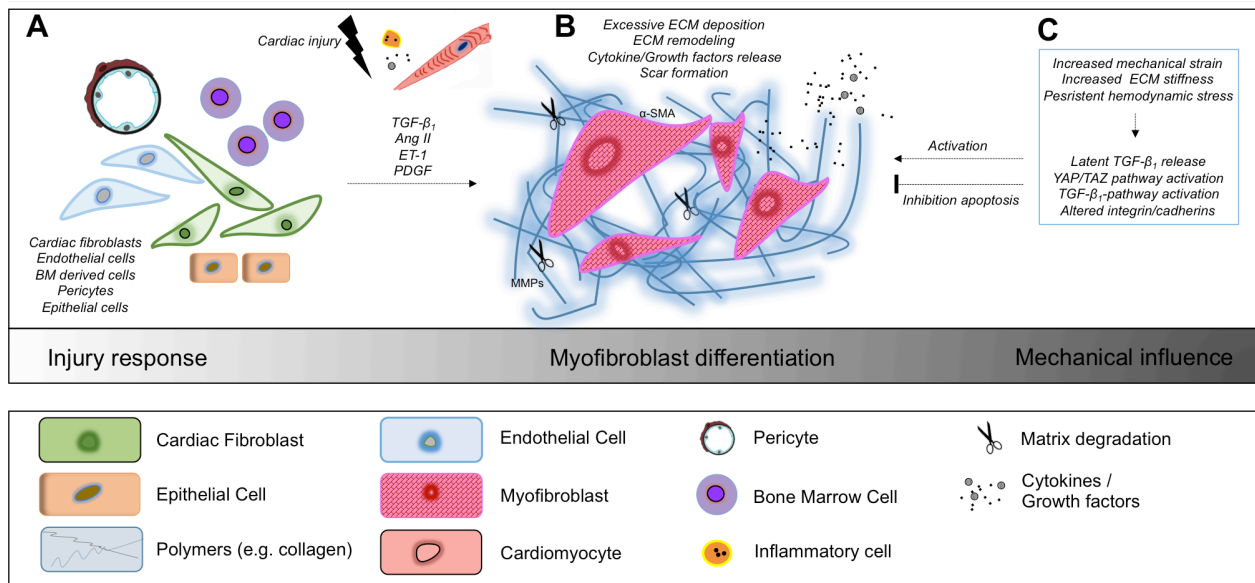 A
Cardiac injury
Cardiac fibroblasts
Endothelial cells
BM derived cells
Pericytes
Epithelial cells
TGF-β₁
Ang II
ET-1
PDGF
B
Excessive ECM deposition
ECM remodeling
Cytokine/Growth factors release
Scar formation
α-SMA
MMPs
Activation
Inhibition apoptosis
C
Increased mechanical strain
Increased ECM stiffness
Pesristent hemodynamic stress
Latent TGF-β₁ release
YAP/TAZ pathway activation
TGF-β₁-pathway activation
Altered integrin/cadherins
Injury response
Myofibroblast differentiation
Mechanical influence
Cardiac Fibroblast
Endothelial Cell
Pericyte
Matrix degradation
Epithelial Cell
Myofibroblast
Bone Marrow Cell
Cytokines /
Growth factors
Polymers (e.g. collagen)
Cardiomyocyte
Inflammatory cell